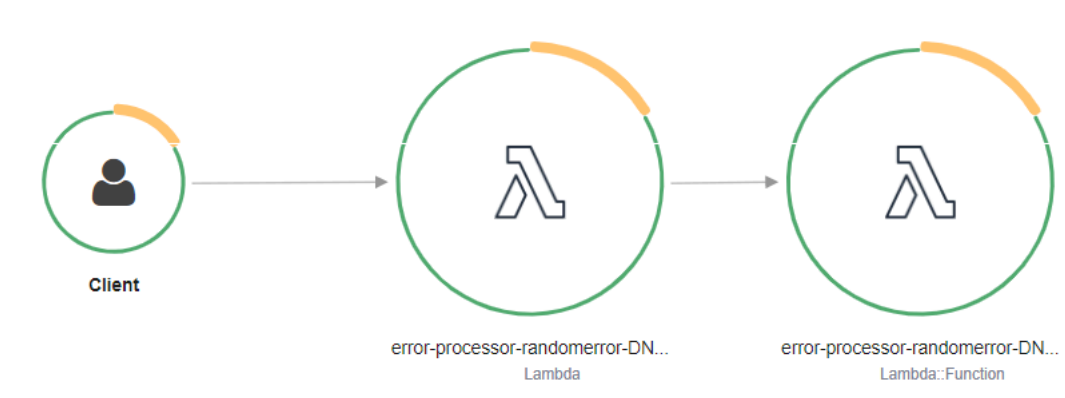 Client
error-processor-randomerror-DN...
Lambda
error-processor-randomerror-DN...
Lambda::Function